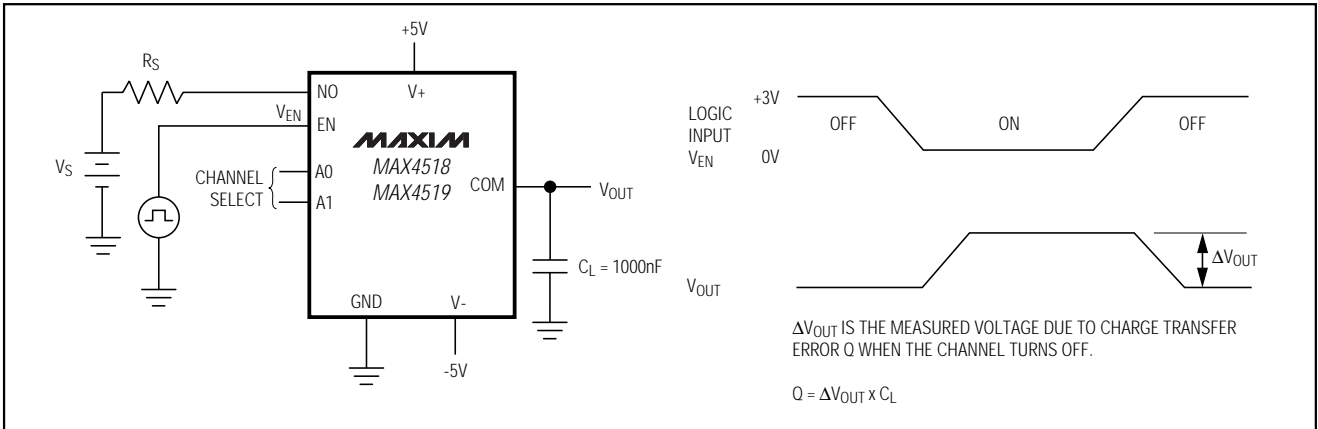 +5V
RS
NO
V+
VEN
EN
MAXIM
MAX4518
MAX4519
VS
CHANNEL
SELECT
A0
A1
COM
VOUT
CL = 1000nF
GND
V-
-5V
LOGIC
INPUT
VEN
+3V
0V
OFF
ON
OFF
VOUT
ΔVOUT
ΔVOUT IS THE MEASURED VOLTAGE DUE TO CHARGE TRANSFER
ERROR Q WHEN THE CHANNEL TURNS OFF.
Q = ΔVOUT x CL